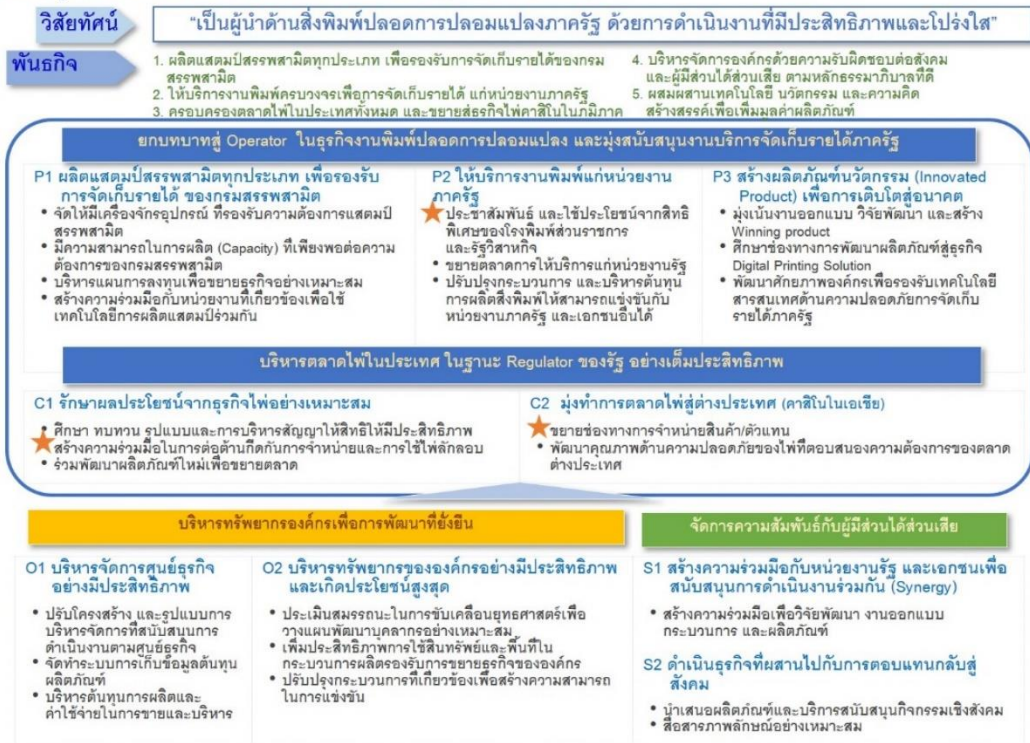 วิสัยทัศน์
“เป็นผู้นำด้านสิ่งพิมพ์ปลอดการปลอมแปลงภาครัฐ ด้วยการดำเนินงานที่มีประสิทธิภาพและโปร่งใส”
พันธกิจ
1. ผลิตแสตมป์สรรพสามิตทุกประเภท เพื่อรองรับการจัดเก็บรายได้ของกรม
สรรพสามิต
2. ให้บริการงานพิมพ์ครบวงจรเพื่อการจัดเก็บรายได้ แก่หน่วยงานภาครัฐ
3. ครอบครองตลาดไพ่ในประเทศทั้งหมด และขยายสู่ธุรกิจไพ่คาสิโนในภูมิภาค
4. บริหารจัดการองค์กรด้วยความรับผิดชอบต่อสังคม
และผู้มีส่วนได้ส่วนเสีย ตามหลักธรรมาภิบาลที่ดี
5. ผสมผสานเทคโนโลยี นวัตกรรม และความคิด
สร้างสรรค์เพื่อเพิ่มมูลค่าผลิตภัณฑ์
ยกบทบาทสู่ Operator ในธุรกิจงานพิมพ์ปลอดการปลอมแปลง และมุ่งสนับสนุนงานบริการจัดเก็บรายได้ภาครัฐ
P1 ผลิตแสตมป์สรรพสามิตทุกประเภท เพื่อรองรับ
การจัดเก็บรายได้ ของกรมสรรพสามิต
• จัดให้มีเครื่องจักรอุปกรณ์ ที่รองรับความต้องการแสตมป์
สรรพสามิต
• มีความสามารถในการผลิต (Capacity) ที่เพียงพอต่อความ
ต้องการของกรมสรรพสามิต
• บริหารแผนการลงทุนเพื่อขยายธุรกิจอย่างเหมาะสม
• สร้างความร่วมมือกับหน่วยงานที่เกี่ยวข้องเพื่อใช้
เทคโนโลยีการผลิตแสตมป์ร่วมกัน
P2 ให้บริการงานพิมพ์แก่หน่วยงาน
ภาครัฐ
ประชาสัมพันธ์ และใช้ประโยชน์จากสิทธิ
พิเศษของโรงพิมพ์ส่วนราชการ
และรัฐวิสาหกิจ
• ขยายตลาดการให้บริการแก่หน่วยงานรัฐ
• ปรับปรุงกระบวนการ และบริหารต้นทุน
การผลิตสิ่งพิมพ์ให้สามารถแข่งขันกับ
หน่วยงานภาครัฐ และเอกชนอื่นได้
P3 สร้างผลิตภัณฑ์นวัตกรรม (Innovated
Product) เพื่อการเติบโตสู่อนาคต
• มุ่งเน้นงานออกแบบ วิจัยพัฒนา และสร้าง
Winning product
• ศึกษาช่องทางการพัฒนาผลิตภัณฑ์สู่ธุรกิจ
Digital Printing Solution
• พัฒนาศักยภาพองค์กรเพื่อรองรับเทคโนโลยี
สารสนเทศด้านความปลอดภัยการจัดเก็บ
รายได้ภาครัฐ
บริหารตลาดไพ่ในประเทศ ในฐานะ Regulator ของรัฐ อย่างเต็มประสิทธิภาพ
C1 รักษาผลประโยชน์จากธุรกิจไพ่อย่างเหมาะสม
• ศึกษา ทบทวน รูปแบบและการบริหารสัญญาให้สิทธิให้มีประสิทธิภาพ
สร้างความร่วมมือในการต่อต้านกีดกันการจำหน่ายและการใช้ไพ่ลักลอบ
• ร่วมพัฒนาผลิตภัณฑ์ใหม่เพื่อขยายตลาด
C2 มุ่งทำการตลาดไพ่สู่ต่างประเทศ (คาสิโนในเอเชีย)
ขยายช่องทางการจำหน่ายสินค้า/ตัวแทน
• พัฒนาคุณภาพด้านความปลอดภัยของไพ่ที่ตอบสนองความต้องการของตลาด
ต่างประเทศ
บริหารทรัพยากรองค์กรเพื่อการพัฒนาที่ยั่งยืน
จัดการความสัมพันธ์กับผู้มีส่วนได้ส่วนเสีย
O1 บริหารจัดการศูนย์ธุรกิจ
อย่างมีประสิทธิภาพ
• ปรับโครงสร้าง และรูปแบบการ
บริหารจัดการที่สนับสนุนการ
ดำเนินงานตามศูนย์ธุรกิจ
• จัดทำระบบการเก็บข้อมูลต้นทุน
ผลิตภัณฑ์
• บริหารต้นทุนการผลิตและ
ค่าใช้จ่ายในการขายและบริหาร
O2 บริหารทรัพยากรขององค์กรอย่างมีประสิทธิภาพ
และเกิดประโยชน์สูงสุด
• ประเมินสมรรถนะในการขับเคลื่อนยุทธศาสตร์เพื่อ
วางแผนพัฒนาบุคลากรอย่างเหมาะสม
• เพิ่มประสิทธิภาพการใช้สินทรัพย์และพื้นที่ใน
กระบวนการผลิตรองรับการขยายธุรกิจขององค์กร
• ปรับปรุงกระบวนการที่เกี่ยวข้องเพื่อสร้างความสามารถ
ในการแข่งขัน
S1 สร้างความร่วมมือกับหน่วยงานรัฐ และเอกชนเพื่อ
สนับสนุนการดำเนินงานร่วมกัน (Synergy)
• สร้างความร่วมมือเพื่อวิจัยพัฒนา งานออกแบบ
กระบวนการ และผลิตภัณฑ์
S2 ดำเนินธุรกิจที่ผสานไปกับการตอบแทนกลับสู่
สังคม
• นำเสนอผลิตภัณฑ์และบริการสนับสนุนกิจกรรมเชิงสังคม
• สื่อสารภาพลักษณ์อย่างเหมาะสม